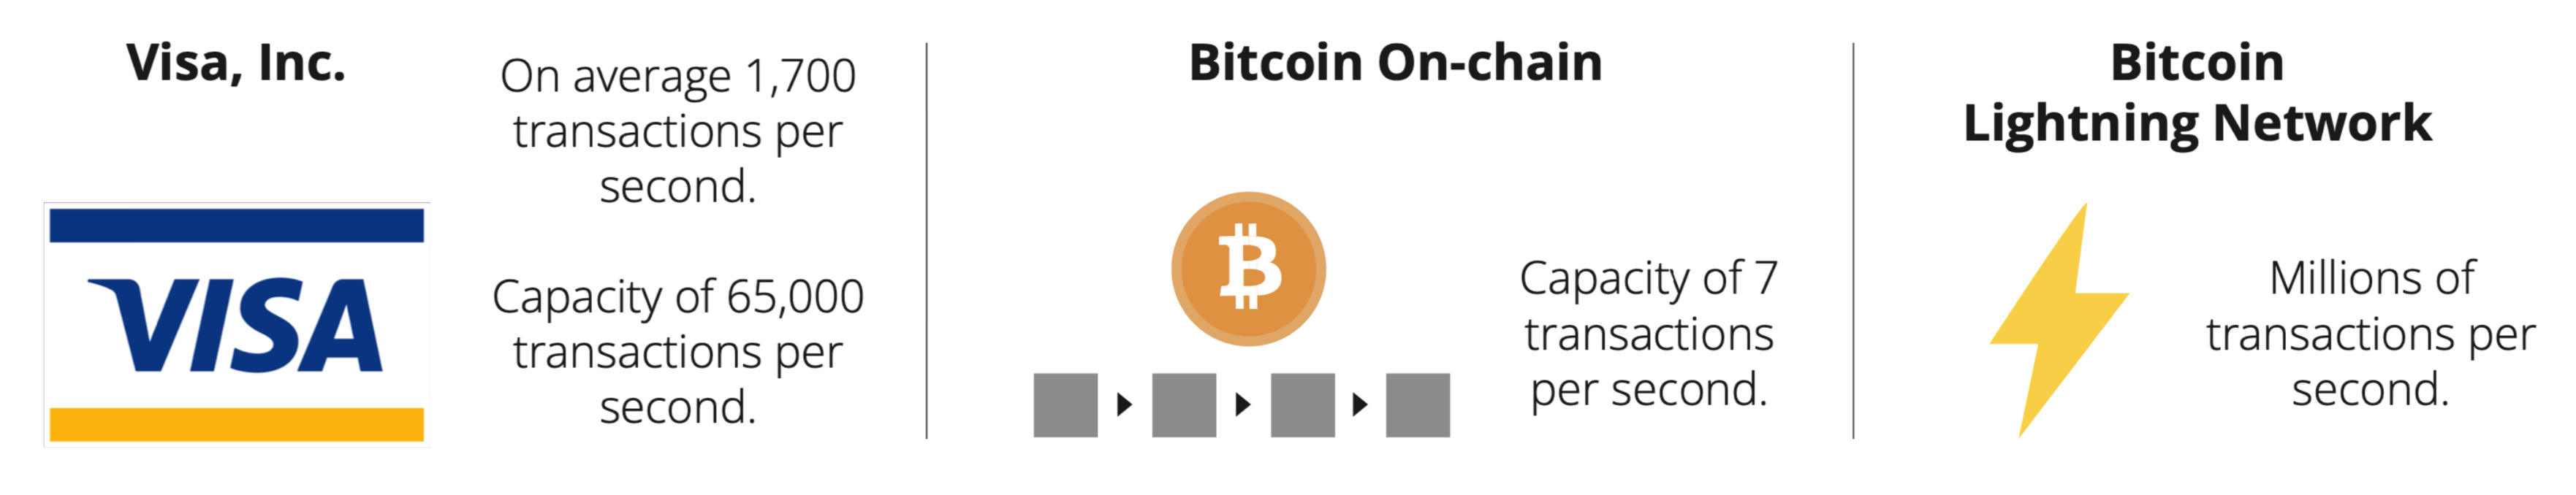 Visa, Inc.
On average 1,700
transactions per
second.
VISA
Capacity of 65,000
transactions per
second.
Bitcoin On-chain
Capacity of 7
transactions
per second.
Bitcoin
Lightning Network
Millions of
transactions per
second.